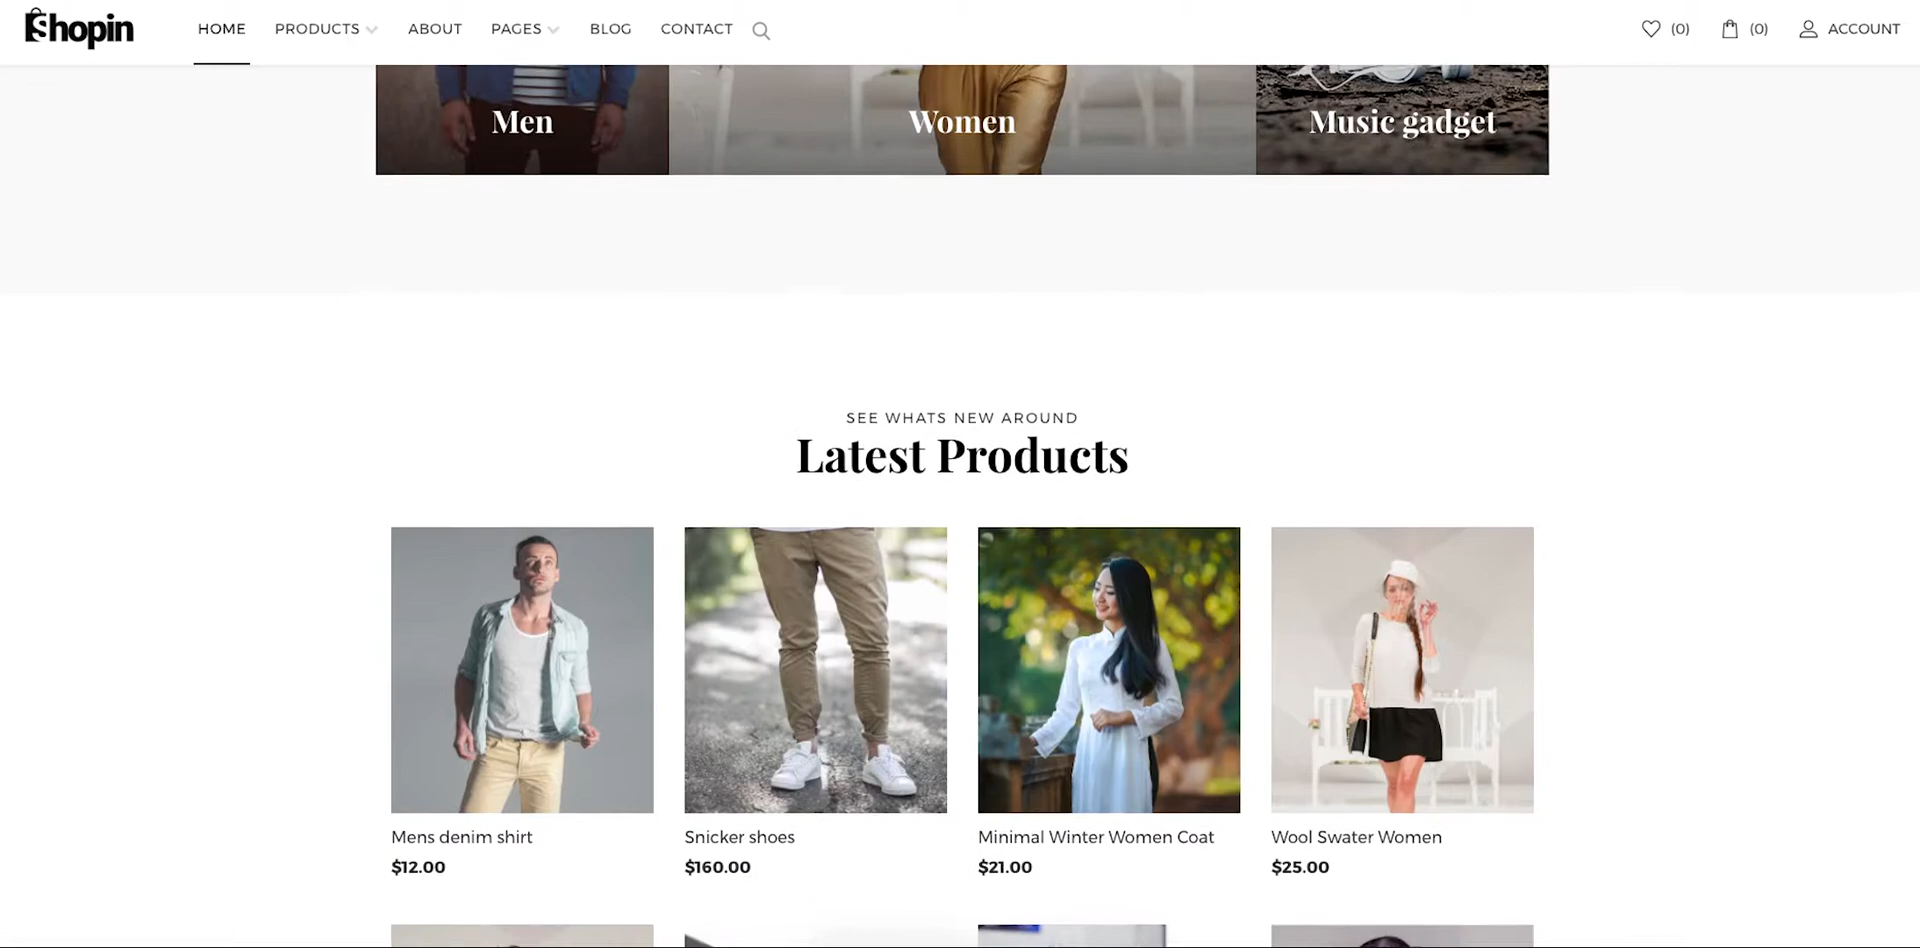 Shopin
HOME PRODUCTS ABOUT PAGES BLOG CONTACT (0) (0) ACCOUNT
Men Women Music gadget
SEE WHATS NEW AROUND
Latest Products
Mens denim shirt
$12.00
Snicker shoes
$160.00
Minimal Winter Women Coat
$21.00
Wool Swater Women
$25.00